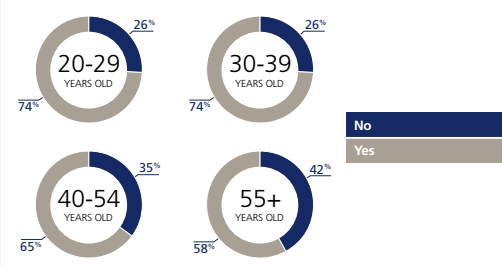 26%
20-29
YEARS OLD
74%
26%
30-39
YEARS OLD
74%
No
Yes
35%
40-54
YEARS OLD
65%
42%
55+
YEARS OLD
58%